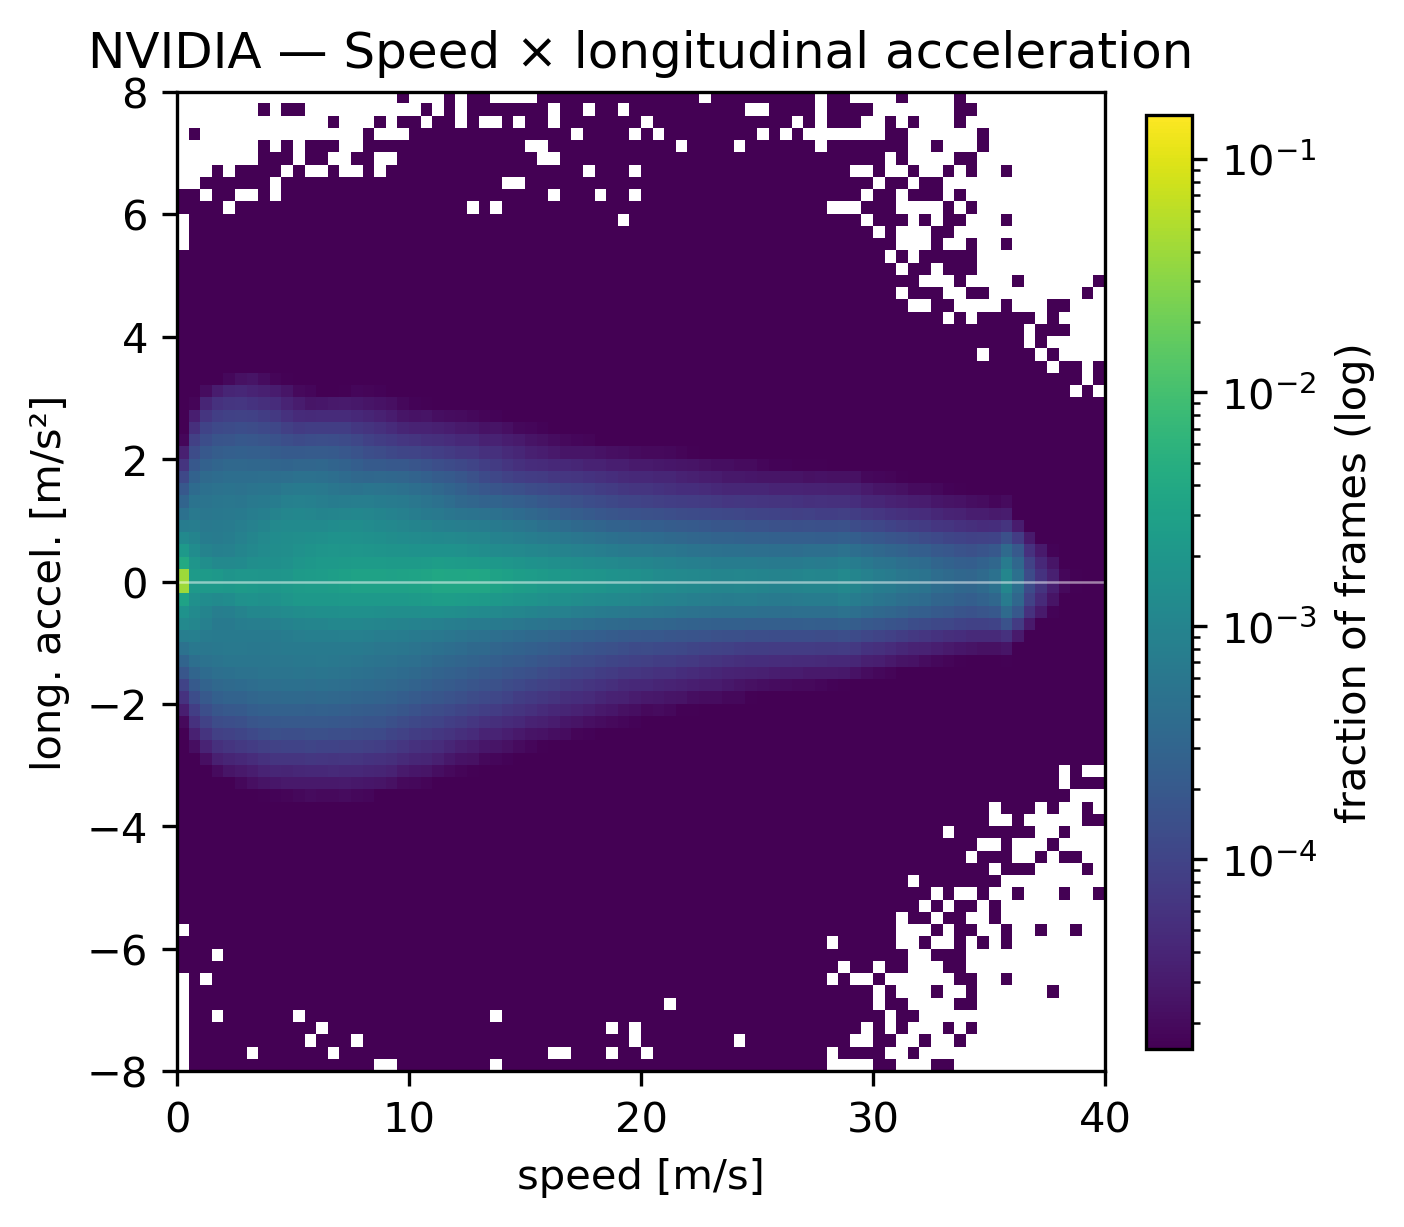 NVIDIA — Speed × longitudinal acceleration
8
6
4
2
0
−2
−4
−6
−8
long. accel. [m/s²]
0 10 20 30 40
speed [m/s]
10⁻¹
10⁻²
10⁻³
10⁻⁴
fraction of frames (log)